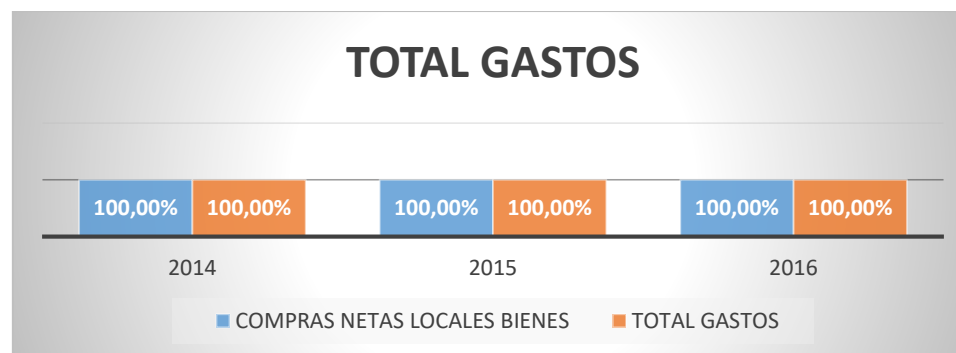 TOTAL GASTOS
100,00% 100,00% 100,00% 100,00% 100,00% 100,00%
2014 2015 2016
COMPRAS NETAS LOCALES BIENES TOTAL GASTOS